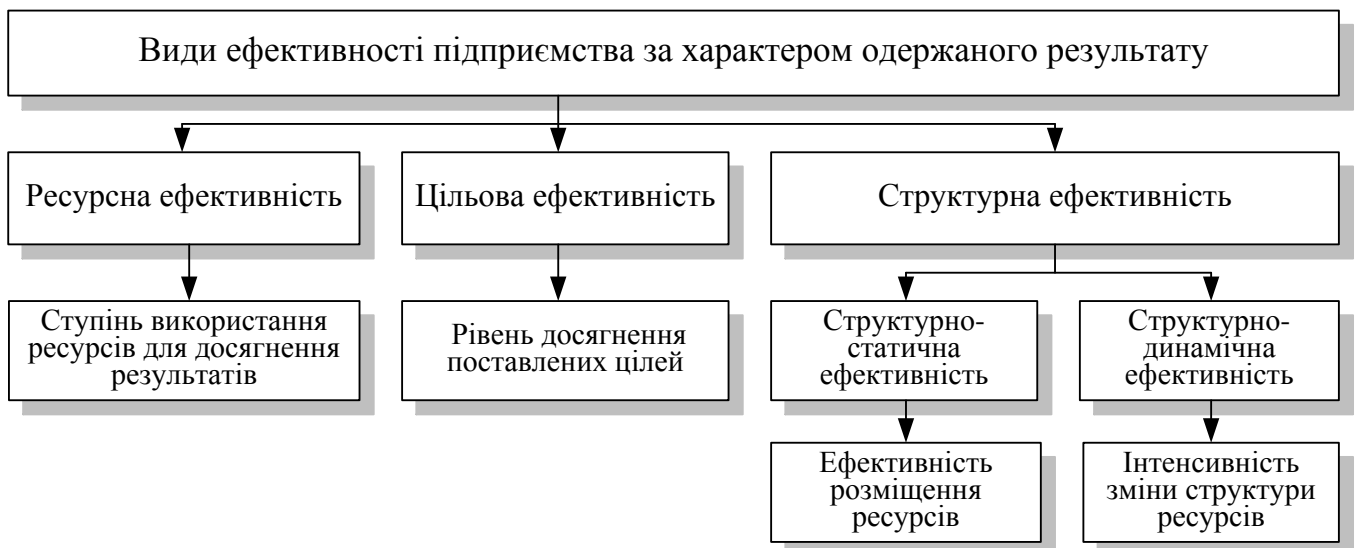 Види ефективності підприємства за характером одержаного результату
Ресурсна ефективність
Цільова ефективність
Структурна ефективність
Ступінь використання
ресурсів для досягнення
результатів
Рівень досягнення
поставлених цілей
Структурно-
статична
ефективність
Структурно-
динамічна
ефективність
Ефективність
розміщення
ресурсів
Інтенсивність
зміни структури
ресурсів